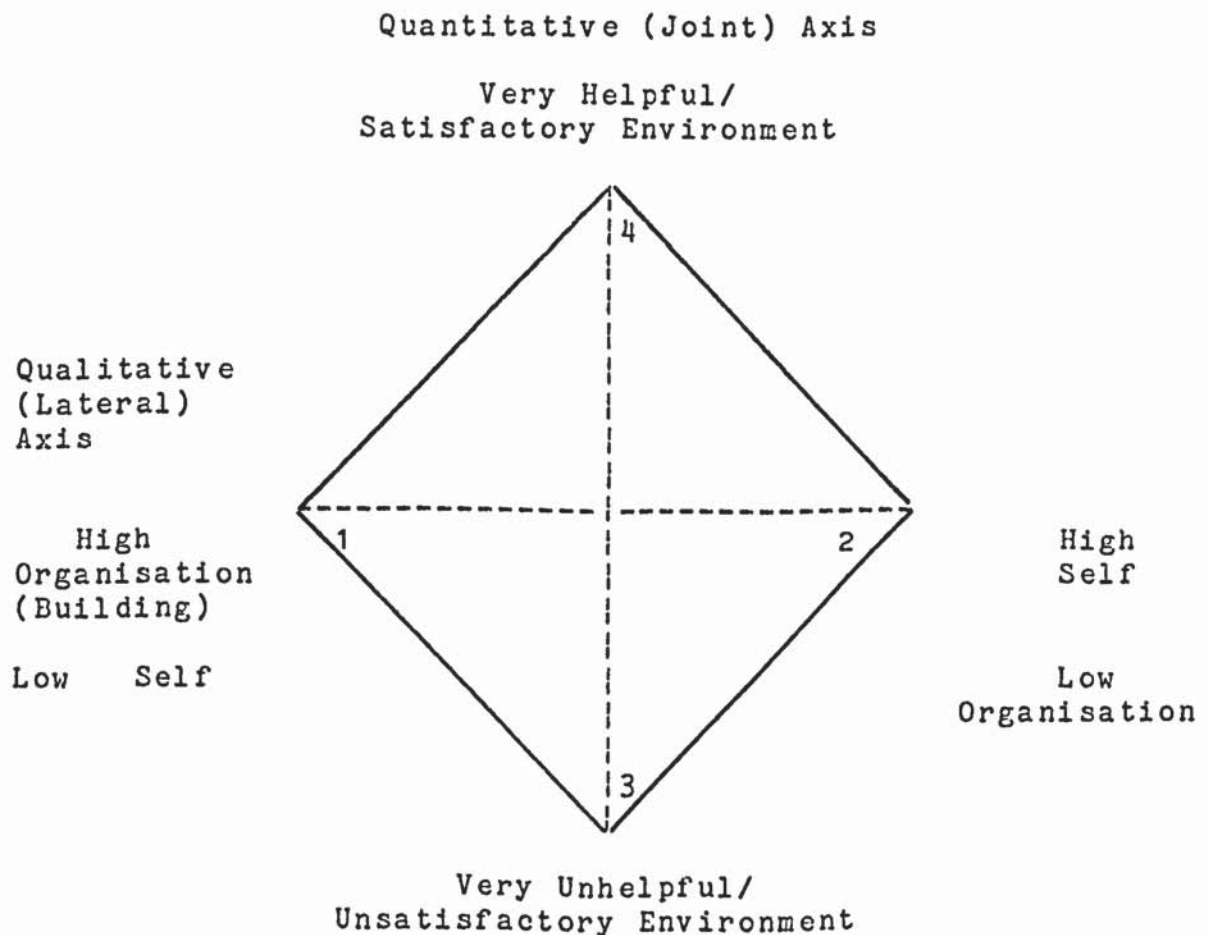 Quantitative (Joint) Axis
Very Helpful/
Satisfactory Environment
4
Qualitative
(Lateral)
Axis
1
2
High
Organisation
(Building)
Low Self
High
Self
Low
Organisation
3
Very Unhelpful/
Unsatisfactory Environment